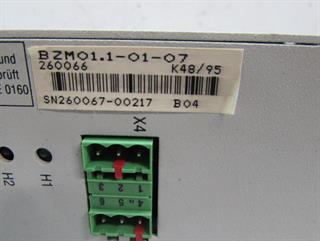 und
prüft
E 0160
BZM01.1-01-07
260066 K48/95
SN260067-00217 B04
X4
1 2 3
4 5 6
H2 H1